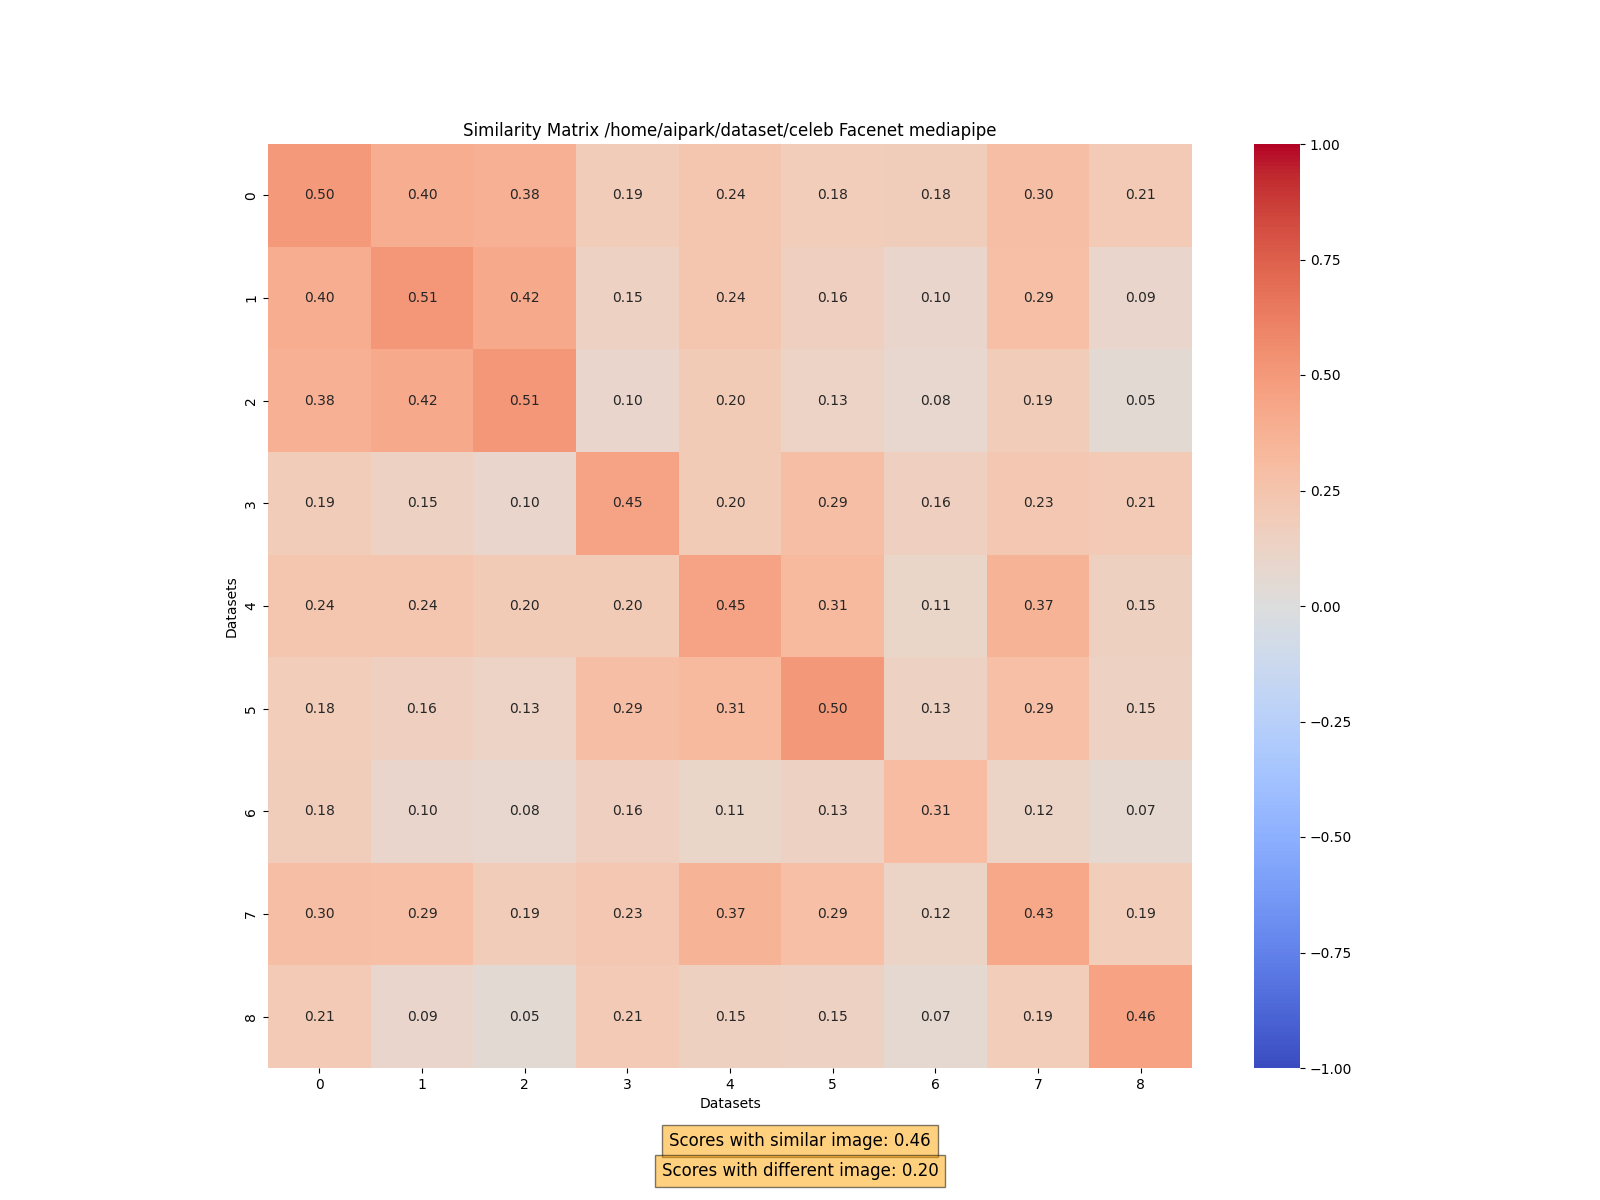 Similarity Matrix /home/aipark/dataset/celeb Facenet mediapipe
1.00
0 0.50 0.40 0.38 0.19 0.24 0.18 0.18 0.30 0.21
0.75
1 0.40 0.51 0.42 0.15 0.24 0.16 0.10 0.29 0.09
0.50
2 0.38 0.42 0.51 0.10 0.20 0.13 0.08 0.19 0.05
0.25
3 0.19 0.15 0.10 0.45 0.20 0.29 0.16 0.23 0.21
Datasets
4 0.24 0.24 0.20 0.20 0.45 0.31 0.11 0.37 0.15
0.00
5 0.18 0.16 0.13 0.29 0.31 0.50 0.13 0.29 0.15
−0.25
6 0.18 0.10 0.08 0.16 0.11 0.13 0.31 0.12 0.07
−0.50
7 0.30 0.29 0.19 0.23 0.37 0.29 0.12 0.43 0.19
−0.75
8 0.21 0.09 0.05 0.21 0.15 0.15 0.07 0.19 0.46
−1.00
0 1 2 3 4 5 6 7 8
Datasets
Scores with similar image: 0.46
Scores with different image: 0.20